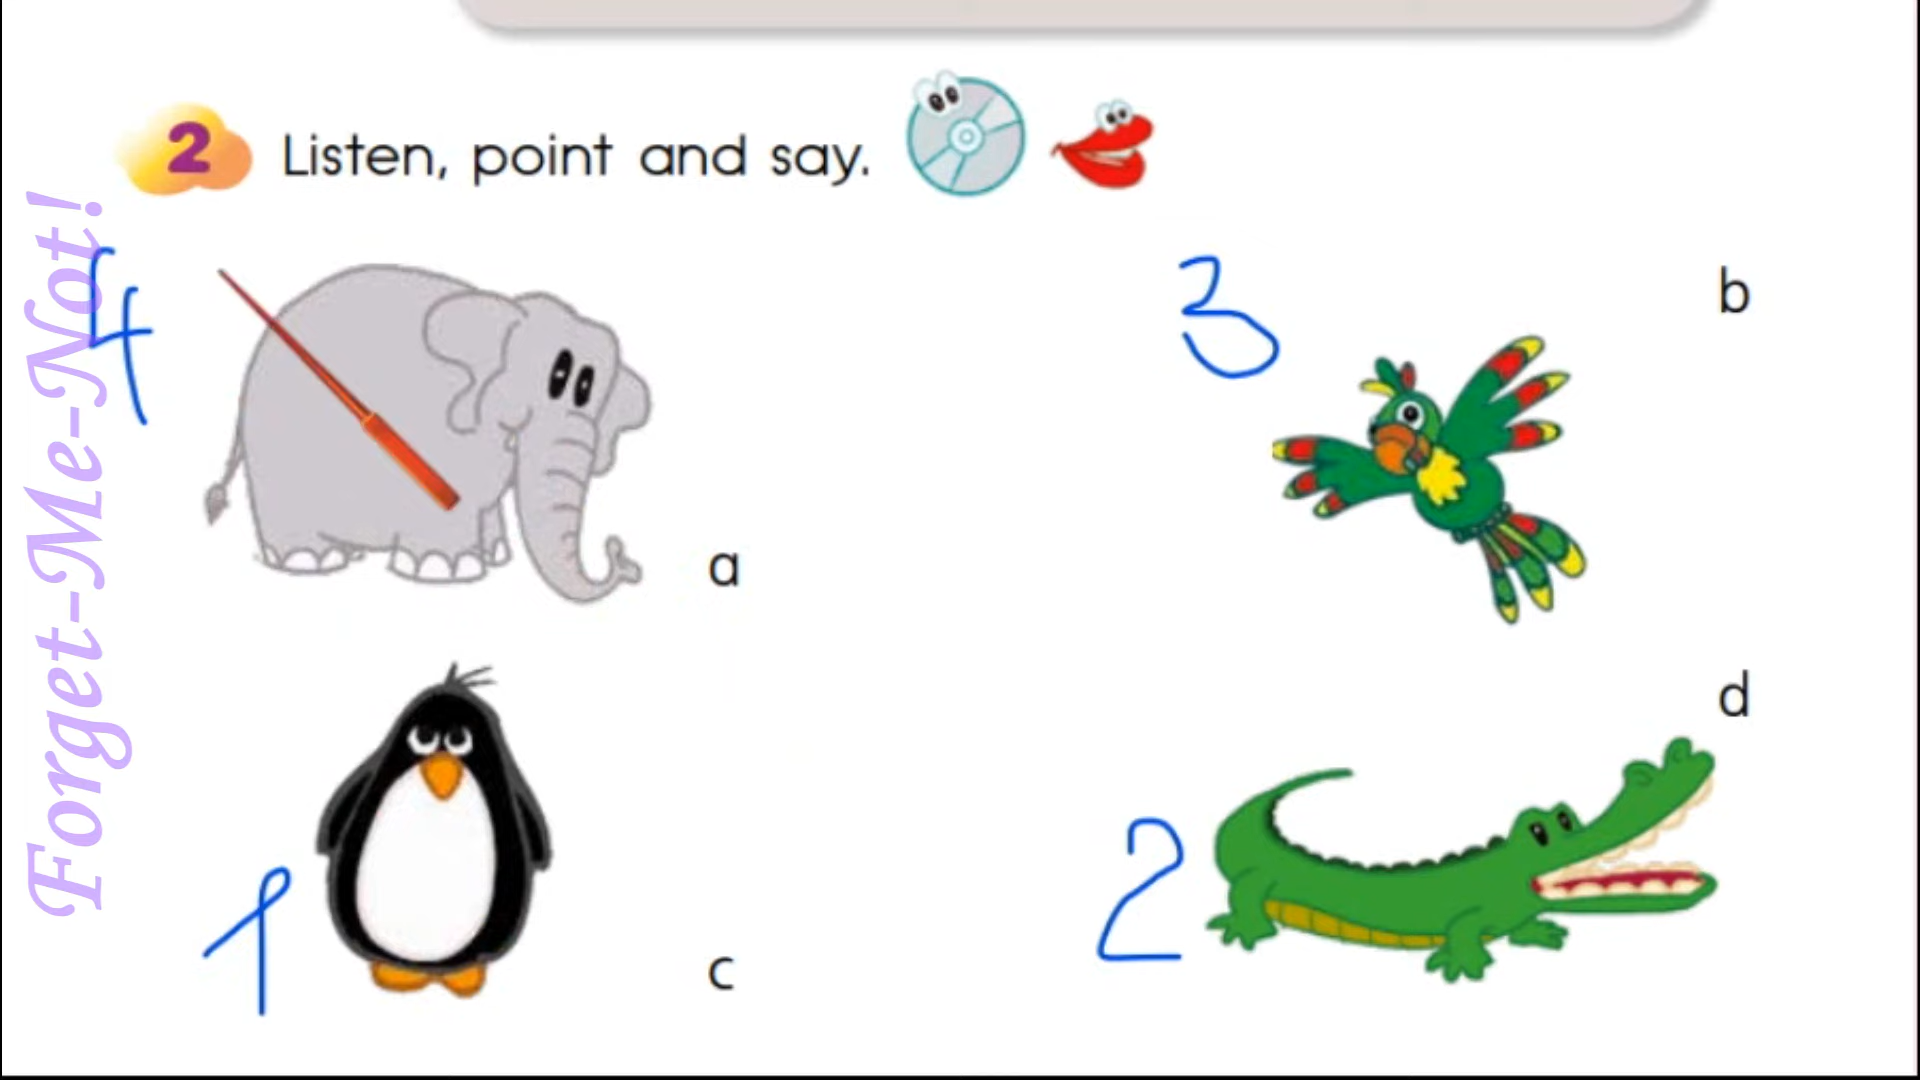 2 Listen, point and say.
Forget-Me-Not!
4
a
3
b
1
c
2
d